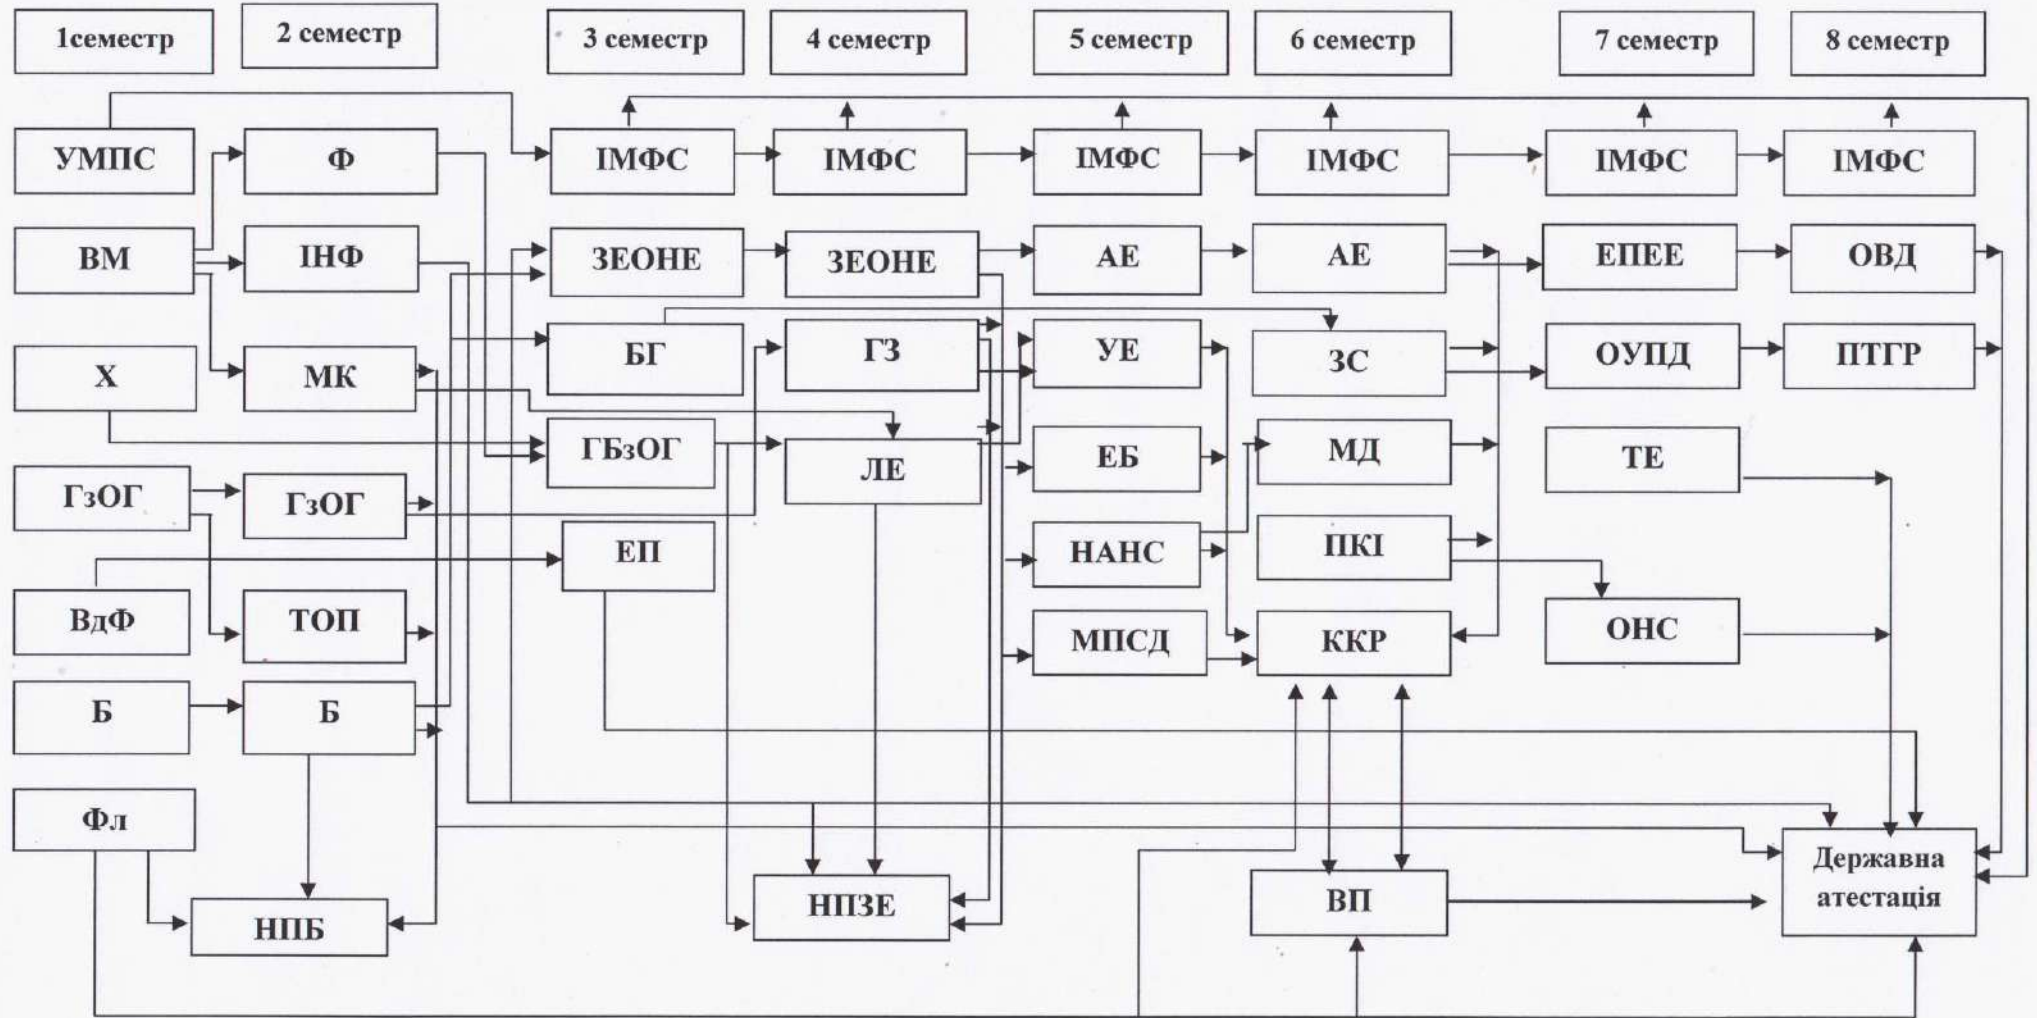 1семестр
2 семестр
3 семестр
4 семестр
5 семестр
6 семестр
7 семестр
8 семестр
УМПС
Ф
ІМФС
ІМФС
ІМФС
ІМФС
ІМФС
ІМФС
ВМ
ІНФ
ЗЕОНЕ
ЗЕОНЕ
АЕ
АЕ
ЕПЕЕ
ОВД
Х
МК
БГ
ГЗ
УЕ
ЗС
ОУПД
ПТГР
ГзОГ
ГзОГ
ГБзОГ
ЛЕ
ЕБ
МД
ТЕ
ВдФ
ТОП
ЕП
НАНС
ПКІ
ОНС
Б
Б
МПСД
ККР
Фл
НПБ
НПЗЕ
ВП
Державна
атестація